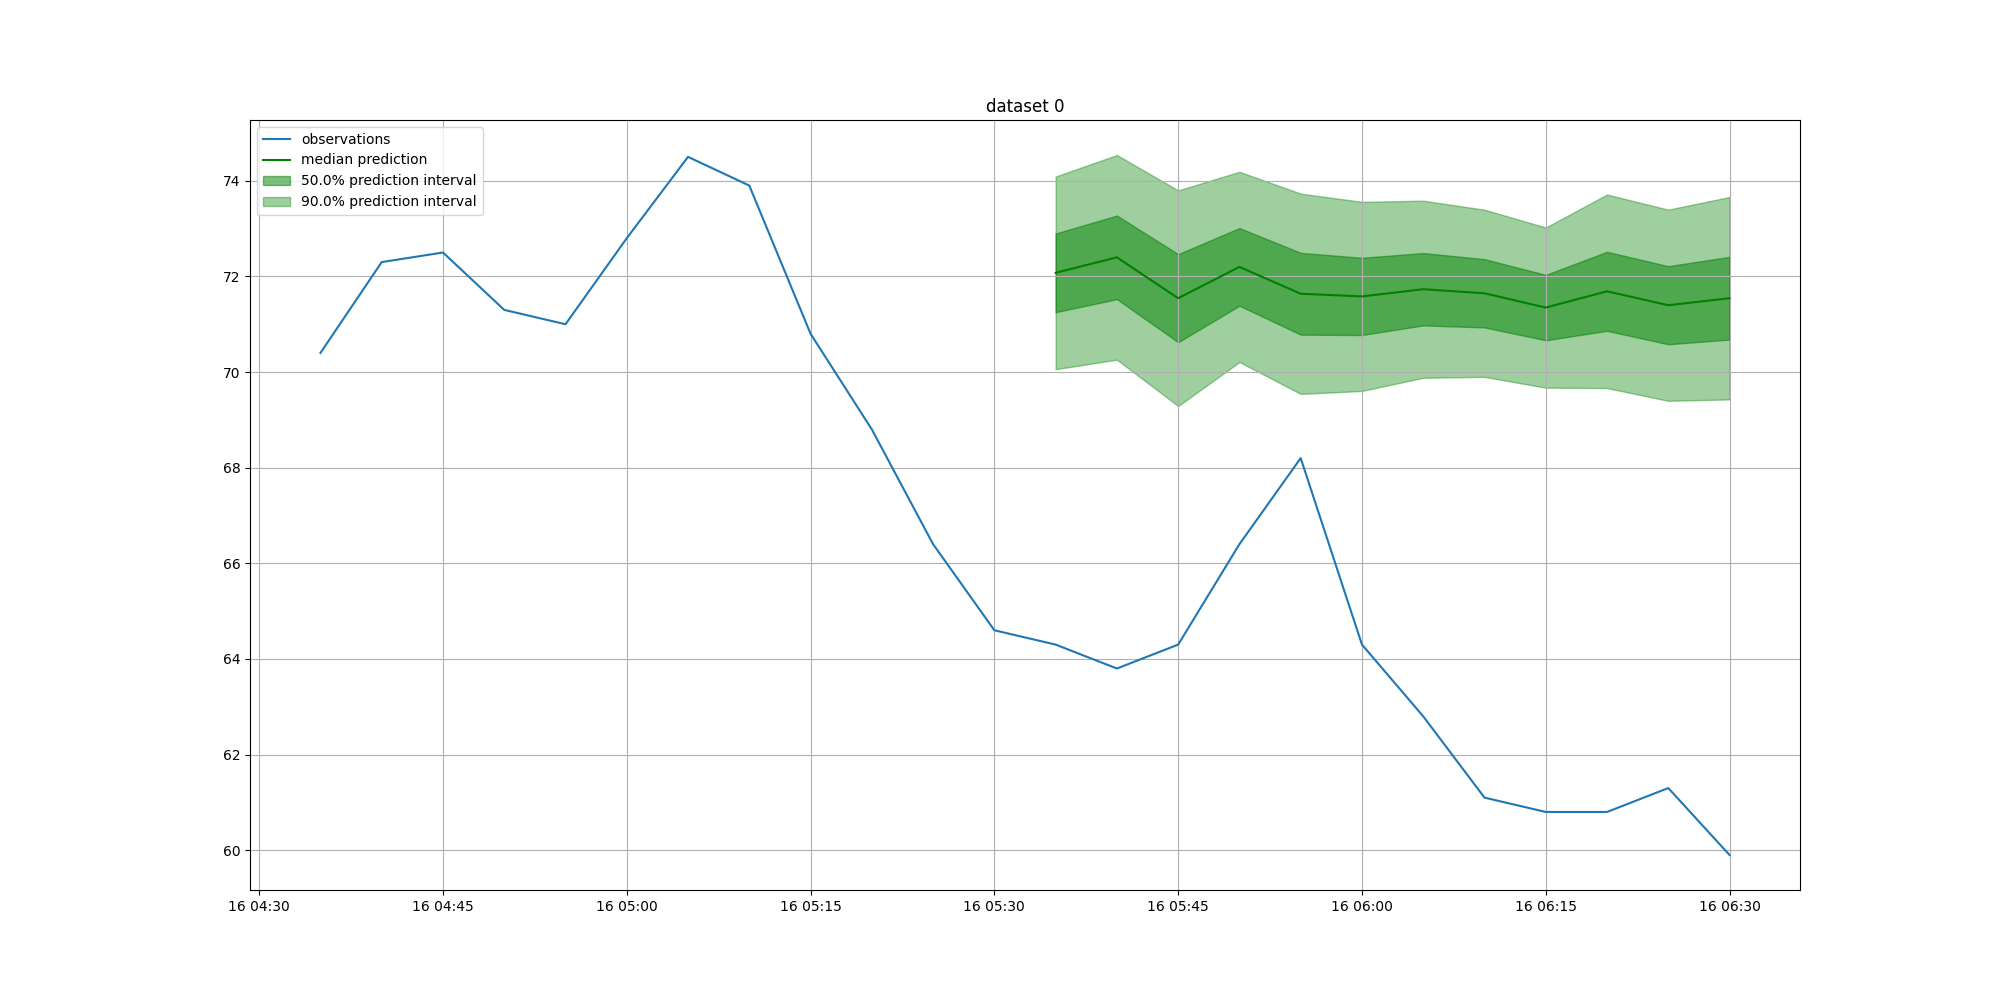 dataset 0
observations
median prediction
50.0% prediction interval
90.0% prediction interval
74
72
70
68
66
64
62
60
16 04:30 16 04:45 16 05:00 16 05:15 16 05:30 16 05:45 16 06:00 16 06:15 16 06:30